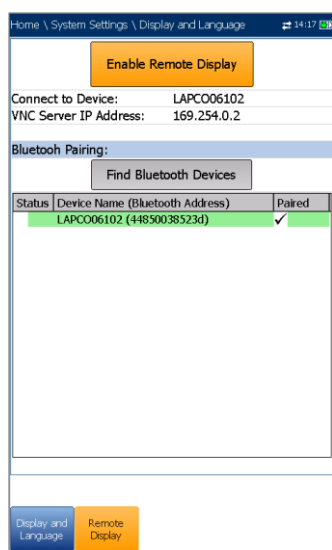 Home \ System Settings \ Display and Language 14:17
Enable Remote Display
Connect to Device: LAPCO06102
VNC Server IP Address: 169.254.0.2
Bluetooh Pairing:
Find Bluetooth Devices
Status Device Name (Bluetooth Address) Paired
LAPCO06102 (44850038523d) ✓
Display and Language
Remote Display